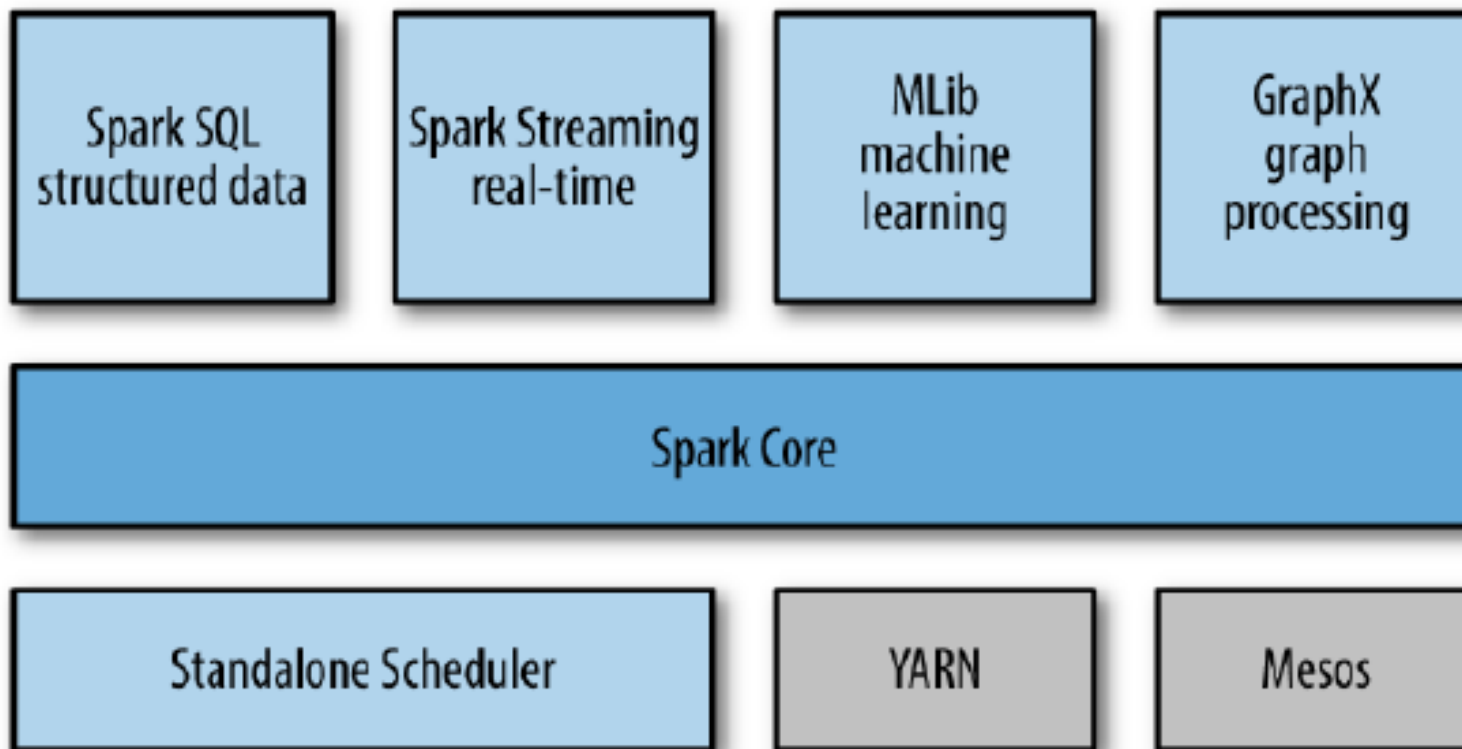 Spark SQL
structured data
Spark Streaming
real-time
MLib
machine
learning
GraphX
graph
processing
Spark Core
Standalone Scheduler
YARN
Mesos